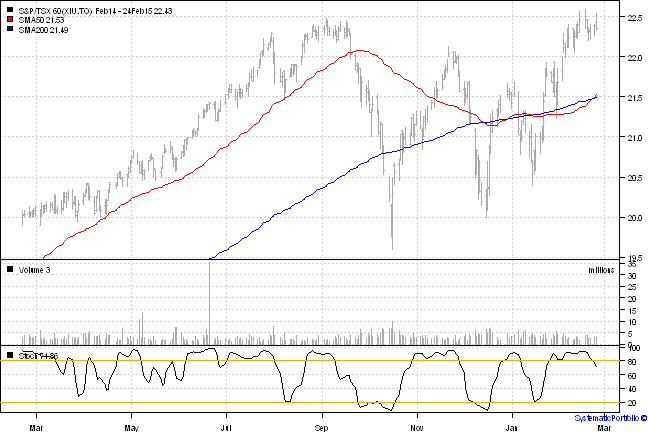 S&P/TSX 60(XIU.TO) Feb14 - 24Feb15 22.43
SMA50 21.53
SMA200 21.49
22.5
22.0
21.5
21.0
20.5
20.0
19.5
Volume 3
millions
35
30
25
20
15
10
5
0
100
80
60
40
20
Mar
May
Jul
Sep
Nov
Jan
Mar
SystematicPortfolio ©